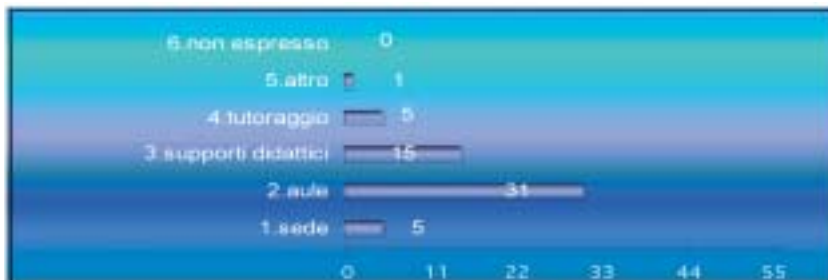 6.non espresso 0
5.altro 1
4.tutoraggio 5
3.supporti didattici 15
2.aule 31
1.sede 5
0 11 22 33 44 55